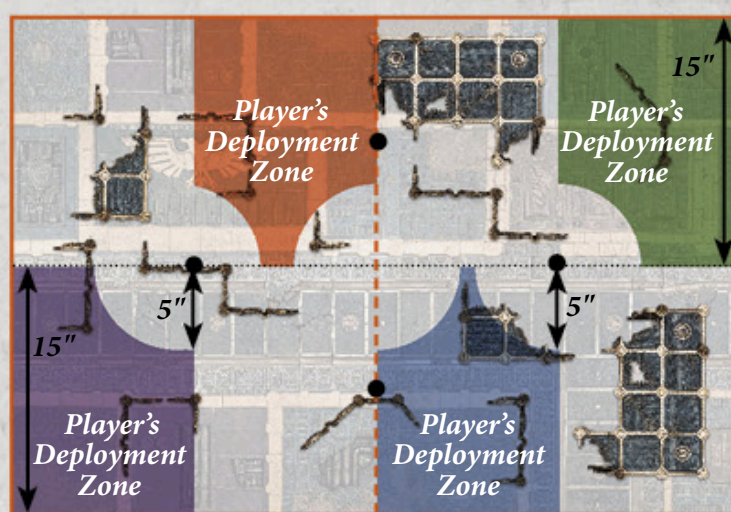 15"
Player's
Deployment
Zone
Player's
Deployment
Zone
5"
5"
15"
Player's
Deployment
Zone
Player's
Deployment
Zone